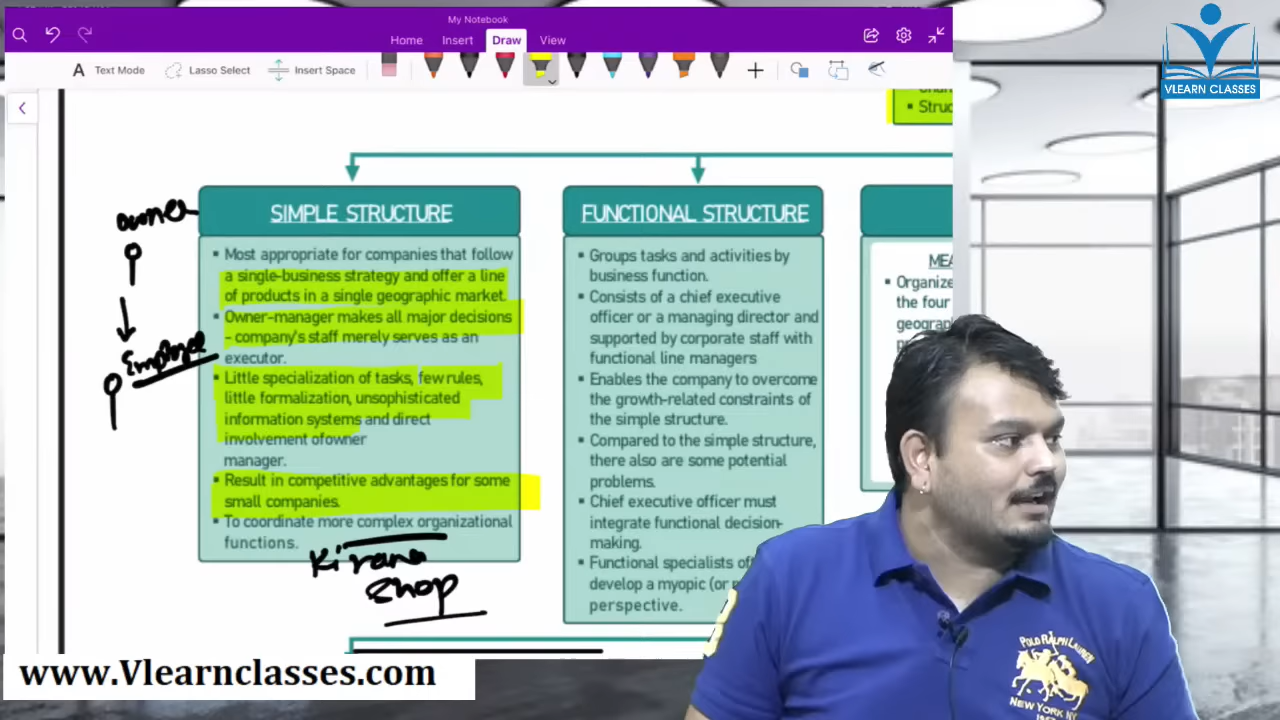 My Notebook
Home Insert Draw View
A Text Mode Lasso Select Insert Space
VLEARN CLASSES
Struc
owner
Employee
SIMPLE STRUCTURE
Most appropriate for companies that follow
a single-business strategy and offer a line
of products in a single geographic market.
Owner-manager makes all major decisions
- company's staff merely serves as an
executor.
Little specialization of tasks, few rules,
little formalization, unsophisticated
information systems and direct
involvement ofowner
manager.
Result in competitive advantages for some
small companies.
To coordinate more complex organizational
functions.
Kirana
Shop
FUNCTIONAL STRUCTURE
Groups tasks and activities by
business function.
Consists of a chief executive
officer or a managing director and
supported by corporate staff with
functional line managers
Enables the company to overcome
the growth-related constraints of
the simple structure.
Compared to the simple structure,
there also are some potential
problems.
Chief executive officer must
integrate functional decision-
making.
Functional specialists
develop a myopic (or
perspective.
MEA
Organize
the four
geograp
POLO RALPH LAUREN
NEW YORK
www.Vlearnclasses.com